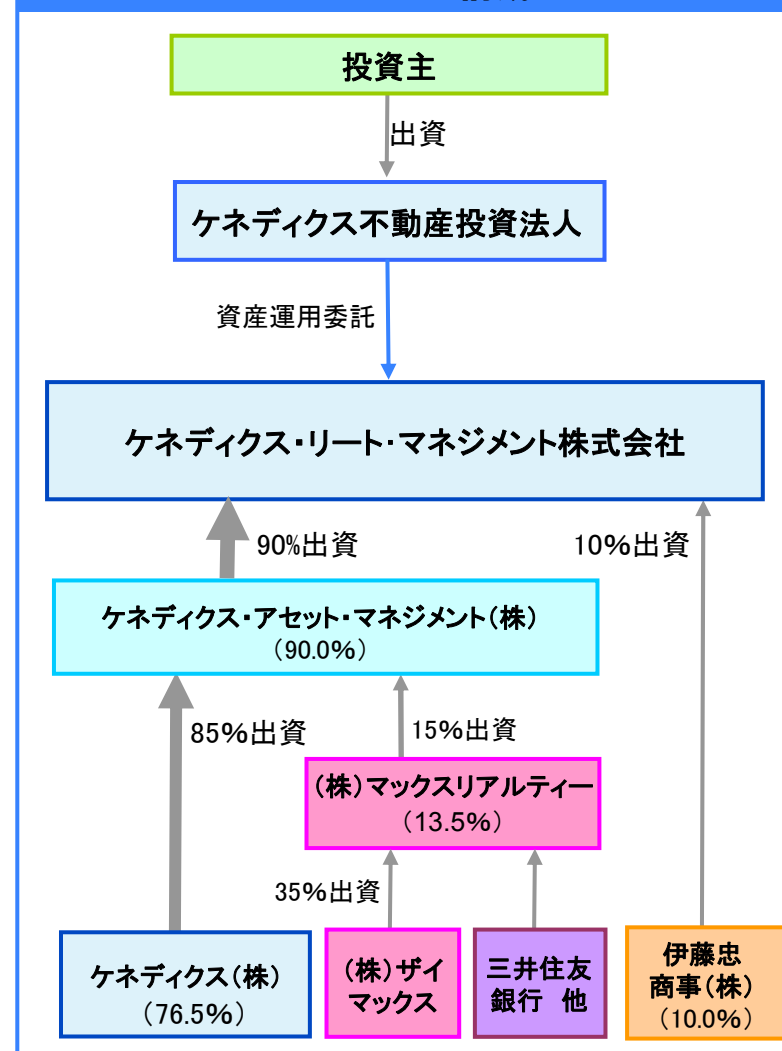 投資主
出資
ケネディクス不動産投資法人
資産運用委託
ケネディクス・リート・マネジメント株式会社
90%出資
10%出資
ケネディクス・アセット・マネジメント(株)
(90.0%)
85%出資
15%出資
(株)マックスリアルティー
(13.5%)
35%出資
ケネディクス(株)
(76.5%)
(株)ザイ
マックス
三井住友
銀行 他
伊藤忠
商事(株)
(10.0%)